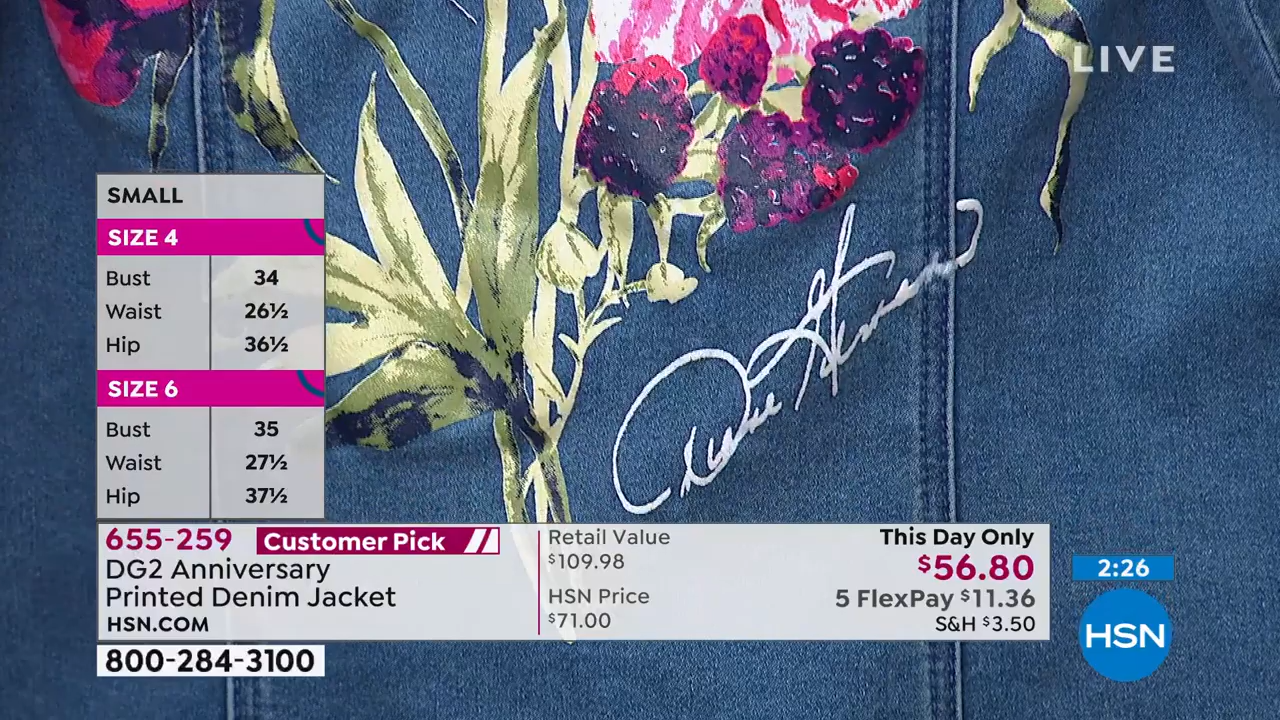 LIVE
SMALL
SIZE 4
Bust 34
Waist 26½
Hip 36½
SIZE 6
Bust 35
Waist 27½
Hip 37½
Diane Gilman
655-259 Customer Pick
DG2 Anniversary
Printed Denim Jacket
HSN.COM
Retail Value
$109.98
HSN Price
$71.00
This Day Only
$56.80
5 FlexPay $11.36
S&H $3.50
800-284-3100
2:26
HSN